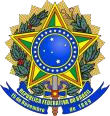 REPÚBLICA FEDERATIVA DO BRASIL
15 de Novembro de 1889